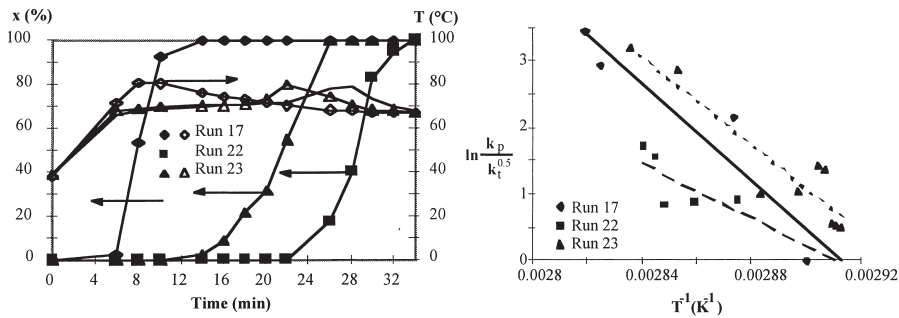 x (%)
T (°C)
100
80
60
40
20
0
100
80
60
40
20
0
Run 17
Run 22
Run 23
0 4 8 12 16 20 24 28 32
Time (min)
ln k p / k t 0.5
3
2
1
0
Run 17
Run 22
Run 23
0.0028 0.00284 0.00288 0.00292
T-1 (K-1)